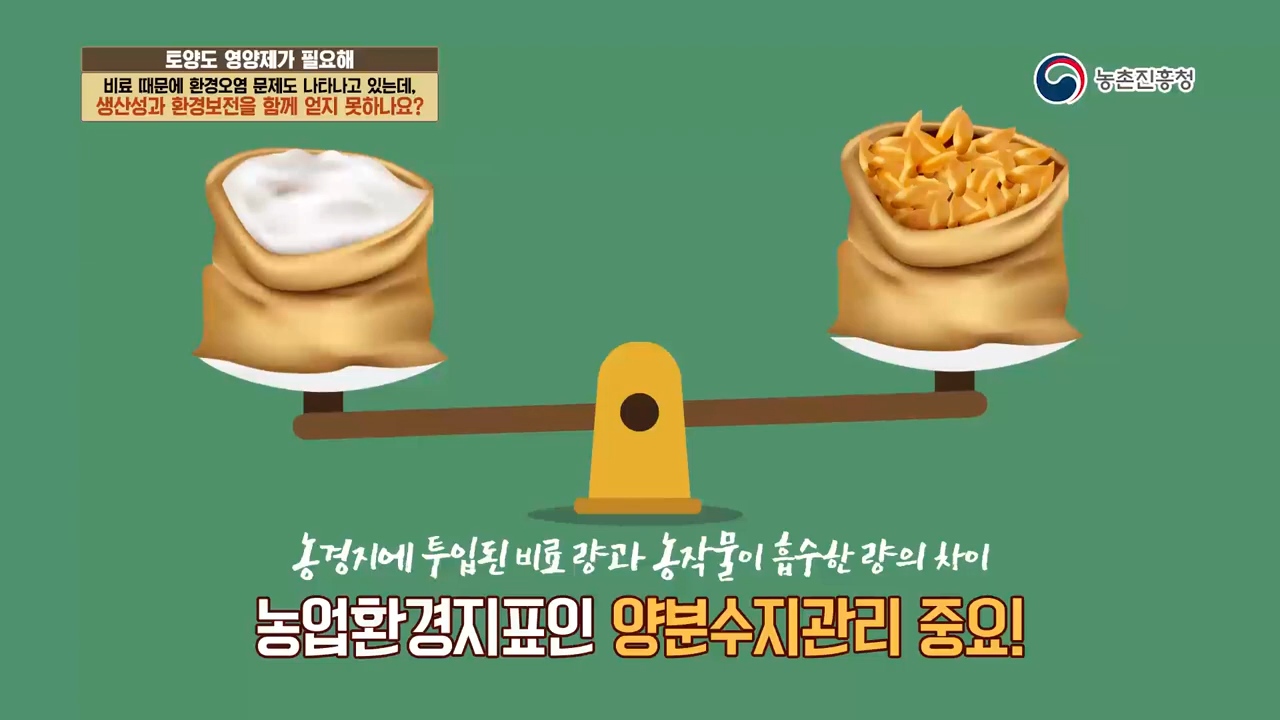 토양도 영양제가 필요해
비료 때문에 환경오염 문제도 나타나고 있는데,
생산성과 환경보전을 함께 얻지 못하나요?
농촌진흥청
농경지에 투입된 비료 량과 농작물이 흡수한 량의 차이
농업환경지표인 양분수지관리 중요!